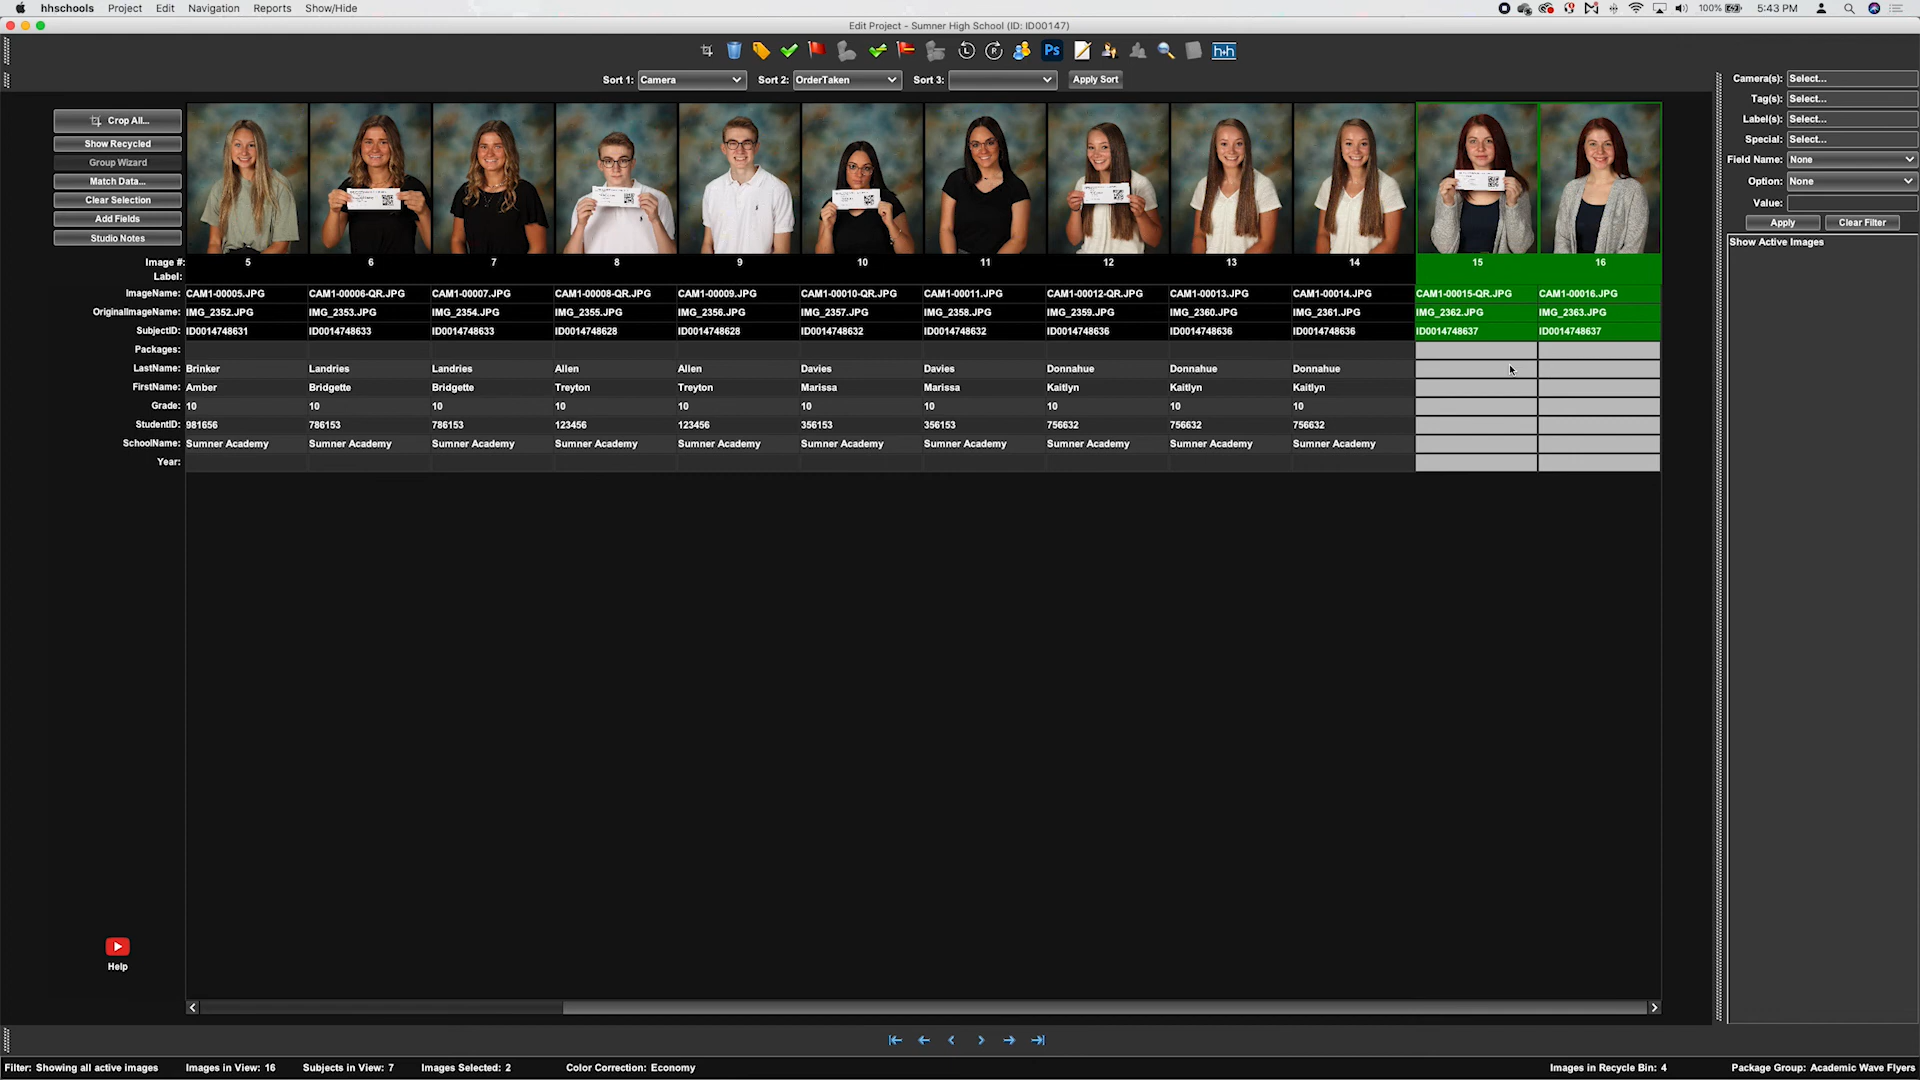 hhschools Project Edit Navigation Reports Show/Hide 100% 5:43 PM
Edit Project - Sumner High School (ID: ID00147)
Ps h+h
Sort 1: Camera Sort 2: OrderTaken Sort 3: Apply Sort
Camera(s): Select...
Tag(s): Select...
Label(s): Select...
Special: Select...
Field Name: None
Option: None
Value:
Apply Clear Filter
Show Active Images
Crop All...
Show Recycled
Group Wizard
Match Data...
Clear Selection
Add Fields
Studio Notes
Image #: 5 6 7 8 9 10 11 12 13 14 15 16
Label:
ImageName: CAM1-00005.JPG CAM1-00006-QR.JPG CAM1-00007.JPG CAM1-00008-QR.JPG CAM1-00009.JPG CAM1-00010-QR.JPG CAM1-00011.JPG CAM1-00012-QR.JPG CAM1-00013.JPG CAM1-00014.JPG CAM1-00015-QR.JPG CAM1-00016.JPG
OriginalImageName: IMG_2352.JPG IMG_2353.JPG IMG_2354.JPG IMG_2355.JPG IMG_2356.JPG IMG_2357.JPG IMG_2358.JPG IMG_2359.JPG IMG_2360.JPG IMG_2361.JPG IMG_2362.JPG IMG_2363.JPG
SubjectID: ID0014748631 ID0014748633 ID0014748633 ID0014748628 ID0014748628 ID0014748632 ID0014748632 ID0014748636 ID0014748636 ID0014748636 ID0014748637 ID0014748637
Packages:
LastName: Brinker Landries Landries Allen Allen Davies Davies Donnahue Donnahue Donnahue
FirstName: Amber Bridgette Bridgette Treyton Treyton Marissa Marissa Kaitlyn Kaitlyn Kaitlyn
Grade: 10 10 10 10 10 10 10 10 10 10
StudentID: 981656 786153 786153 123456 123456 356153 356153 756632 756632 756632
SchoolName: Sumner Academy Sumner Academy Sumner Academy Sumner Academy Sumner Academy Sumner Academy Sumner Academy Sumner Academy Sumner Academy Sumner Academy
Year:
Help
Filter: Showing all active images Images in View: 16 Subjects in View: 7 Images Selected: 2 Color Correction: Economy Images in Recycle Bin: 4 Package Group: Academic Wave Flyers